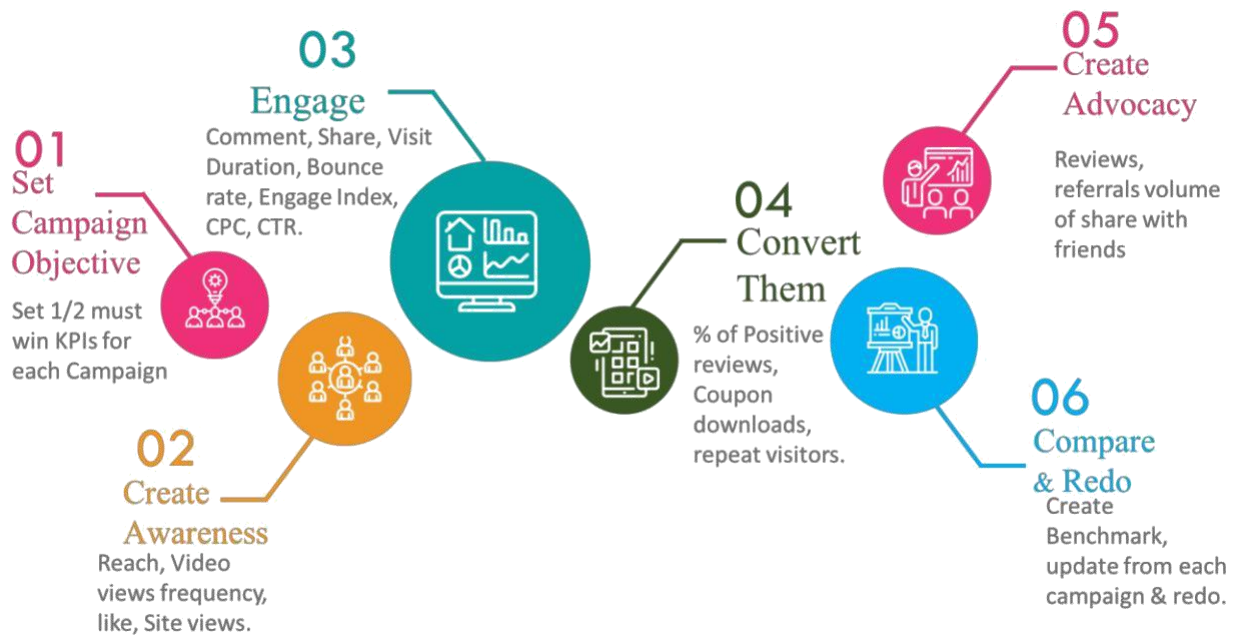 01
Set
Campaign
Objective
Set 1/2 must
win KPIs for
each Campaign
02
Create
Awareness
Reach, Video
views frequency,
like, Site views.
03
Engage
Comment, Share, Visit
Duration, Bounce
rate, Engage Index,
CPC, CTR.
04
Convert
Them
% of Positive
reviews,
Coupon
downloads,
repeat visitors.
05
Create
Advocacy
Reviews,
referrals volume
of share with
friends
06
Compare
& Redo
Create
Benchmark,
update from each
campaign & redo.